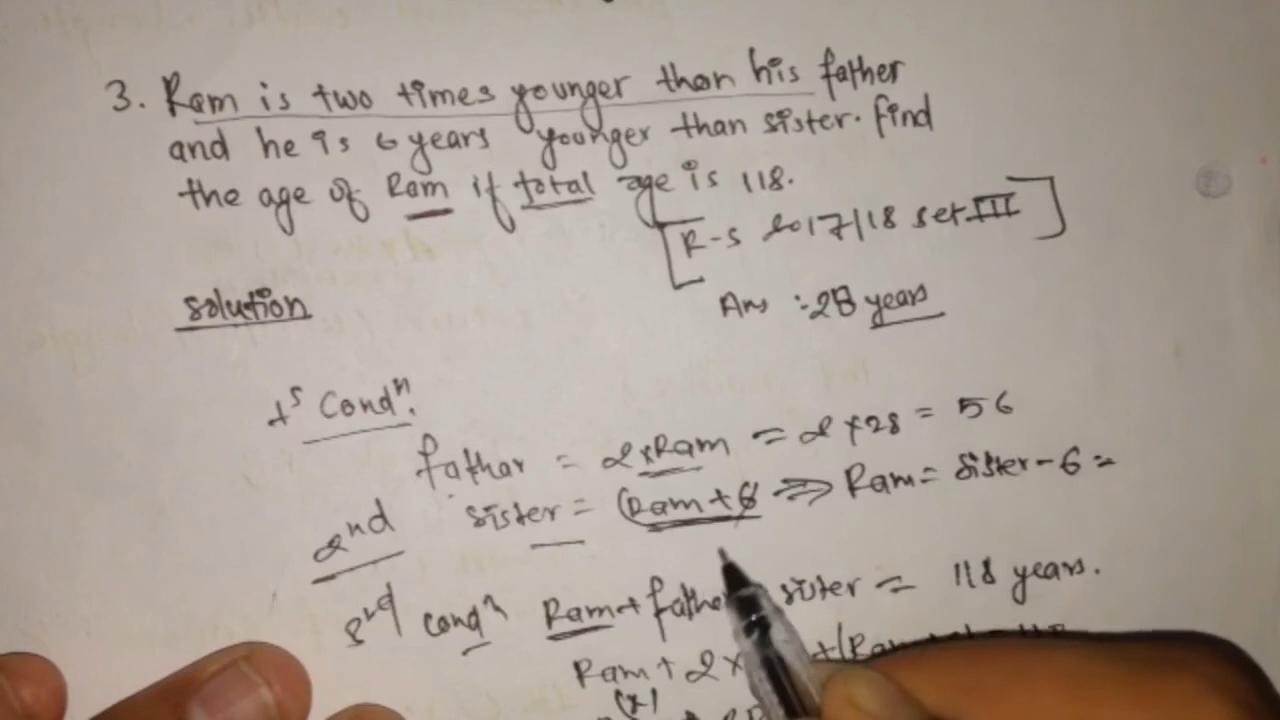 3. Ram is two times younger than his father
and he is 6 years younger than sister. find
the age of Ram if total age is 118.
[R-S 2017/18 set III]
solution
Ans :- 28 years
1st Condn.
father = 2×Ram = 2×28 = 56
2nd sister = (Ram+6 => Ram = sister-6 =
3rd condn Ram+father sister = 118 years.
Ram + 2× +(Ram
(x)